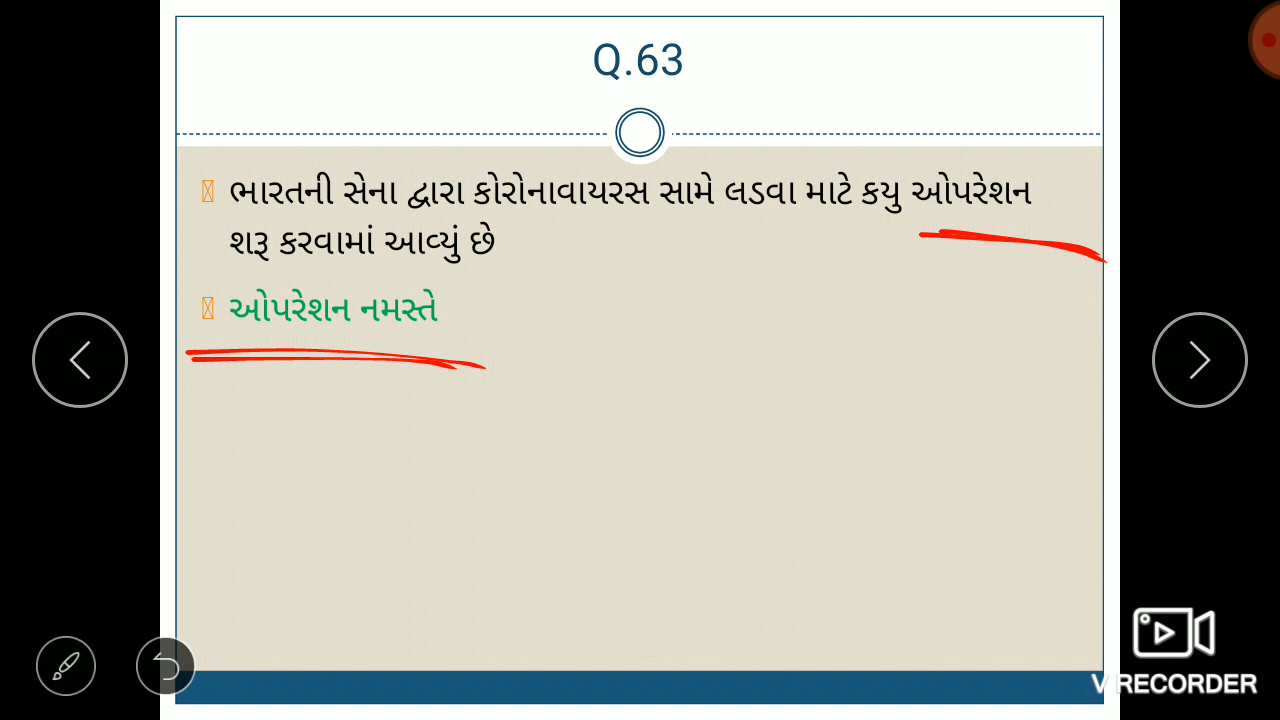 Q.63
ભારતની સેના દ્વારા કોરોનાવાયરસ સામે લડવા માટે કયુ ઓપરેશન
શરૂ કરવામાં આવ્યું છે
ઓપરેશન નમસ્તે
V RECORDER